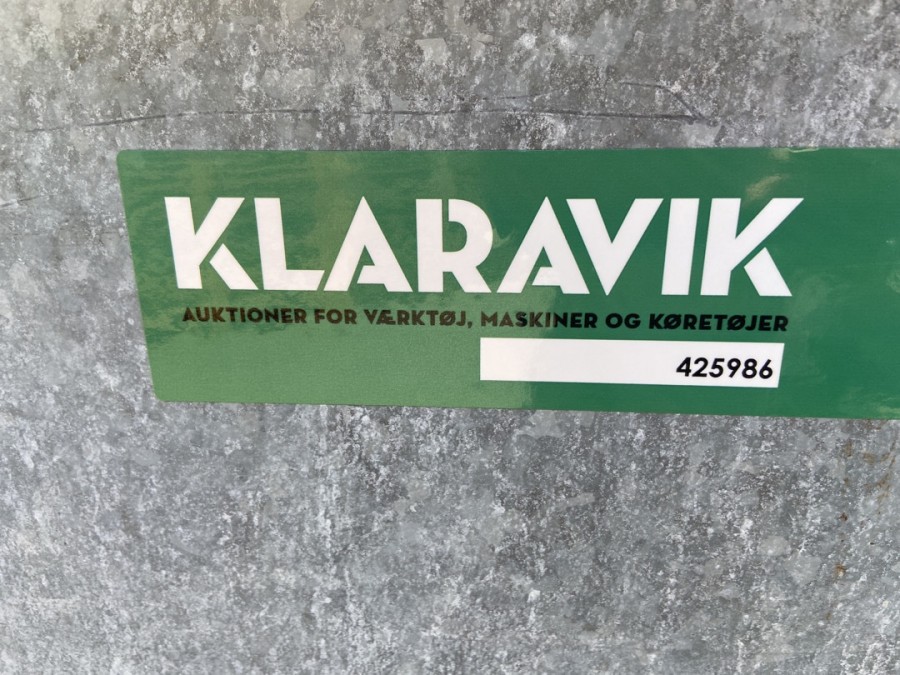 KLARAVIK
AUKTIONER FOR VÆRKTØJ, MASKINER OG KØRETØJER
425986